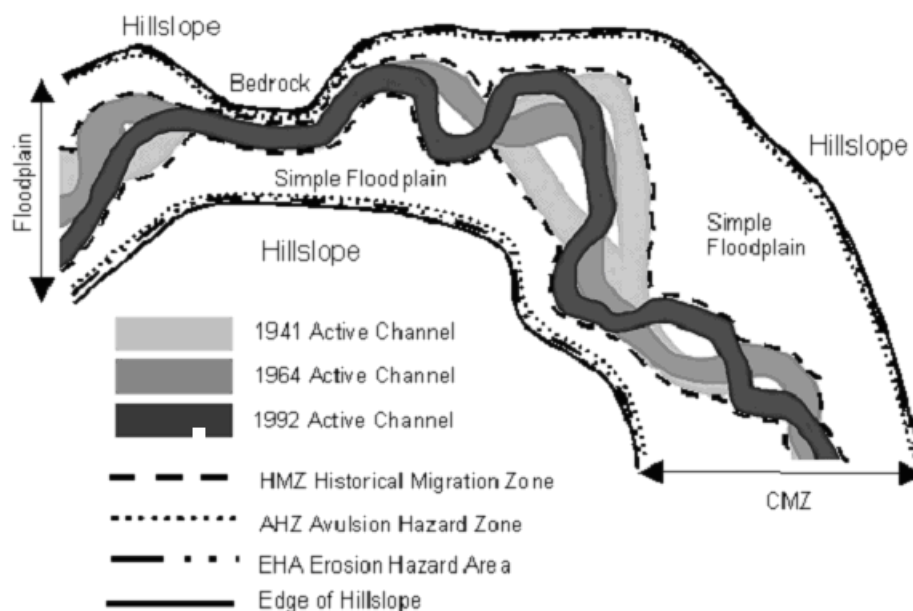 Hillslope
Bedrock
Floodplain
Simple Floodplain
Hillslope
Hillslope
Simple
Floodplain
1941 Active Channel
1964 Active Channel
1992 Active Channel
HMZ Historical Migration Zone
AHZ Avulsion Hazard Zone
EHA Erosion Hazard Area
Edge of Hillslope
CMZ